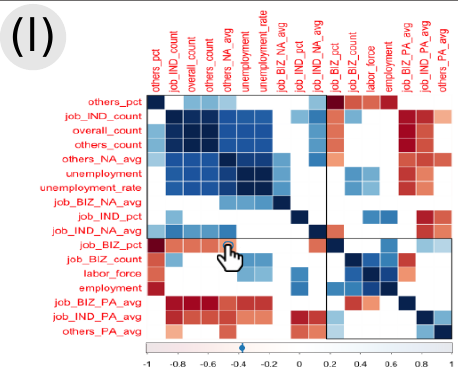 (I)
others_pct
job_IND_count
overall_count
others_count
others_NA_avg
unemployment
unemployment_rate
job_BIZ_NA_avg
job_IND_pct
job_IND_NA_avg
job_BIZ_pct
job_BIZ_count
labor_force
employment
job_BIZ_PA_avg
job_IND_PA_avg
others_PA_avg
others_pct
job_IND_count
overall_count
others_count
others_NA_avg
unemployment
unemployment_rate
job_BIZ_NA_avg
job_IND_pct
job_IND_NA_avg
job_BIZ_pct
job_BIZ_count
labor_force
employment
job_BIZ_PA_avg
job_IND_PA_avg
others_PA_avg
-1 -0.8 -0.6 -0.4 -0.2 0 0.2 0.4 0.6 0.8 1